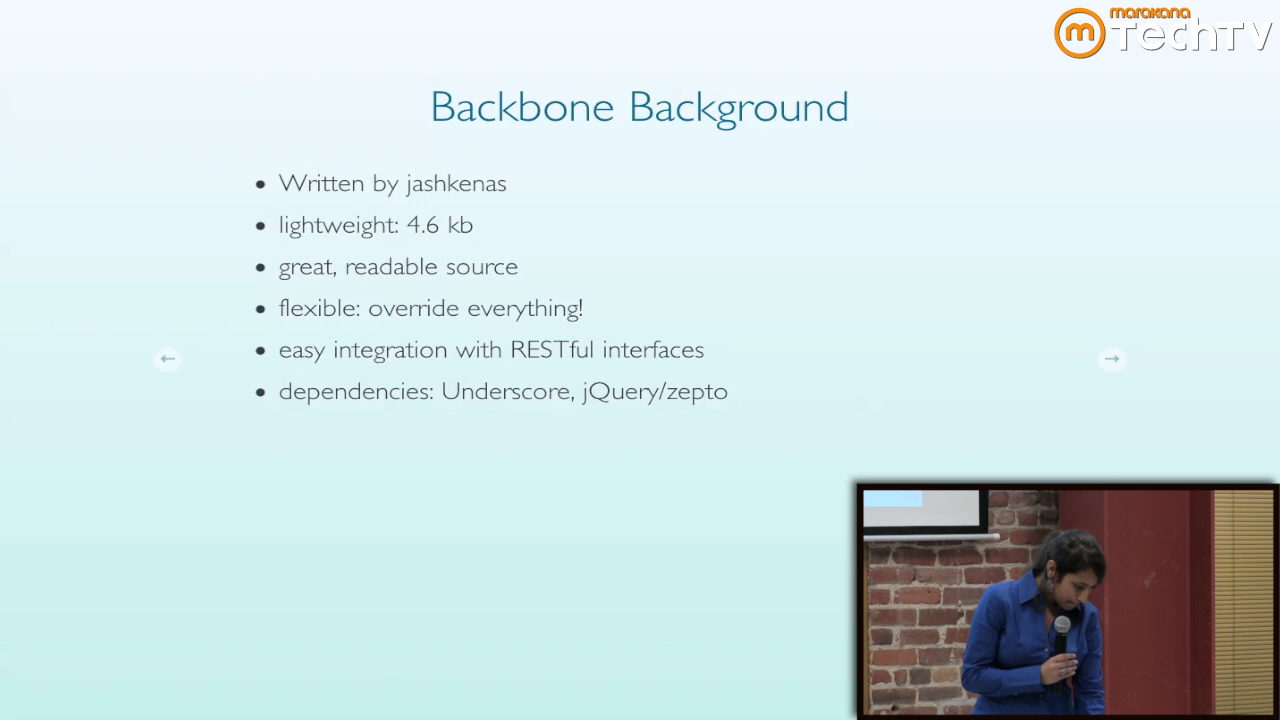 marakana
m TechTV
Backbone Background
• Written by jashkenas
• lightweight: 4.6 kb
• great, readable source
• flexible: override everything!
• easy integration with RESTful interfaces
← →
• dependencies: Underscore, jQuery/zepto